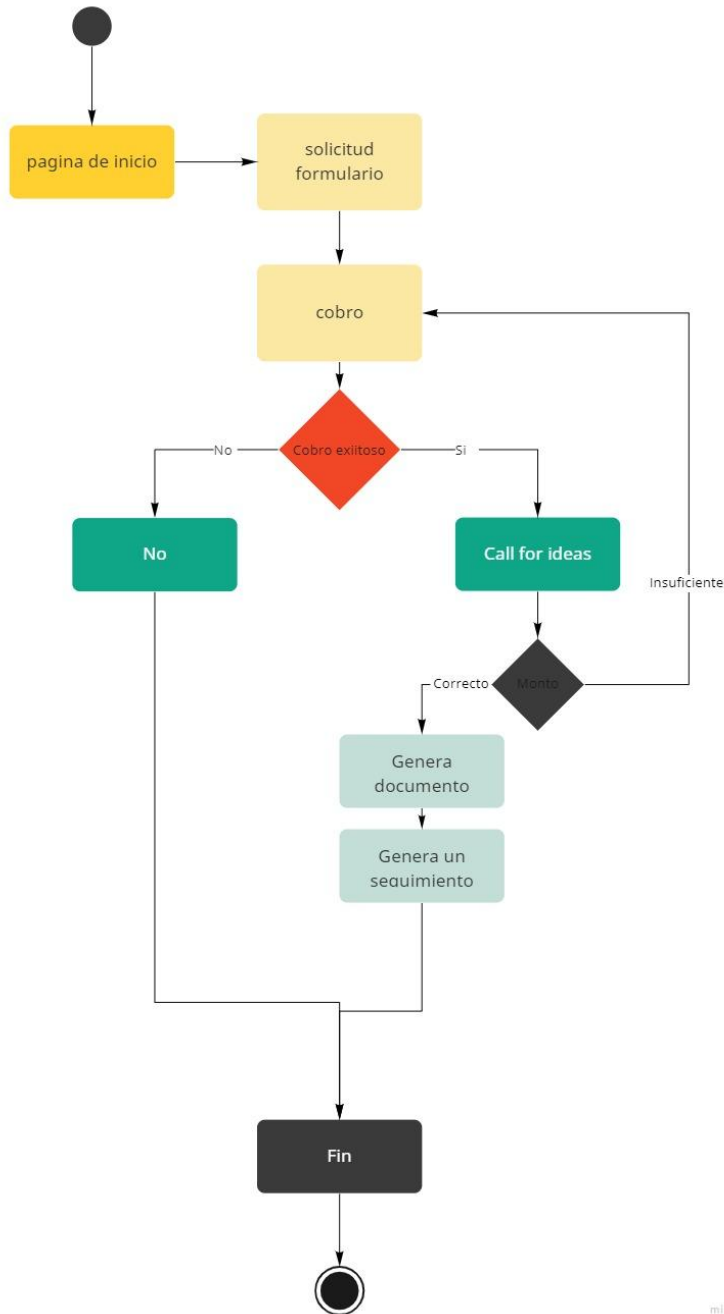 pagina de inicio
solicitud
formulario
cobro
Cobro exiitoso
No
Si
No
Call for ideas
Insuficiente
Monto
Correcto
Genera
documento
Genera un
seguimiento
Fin